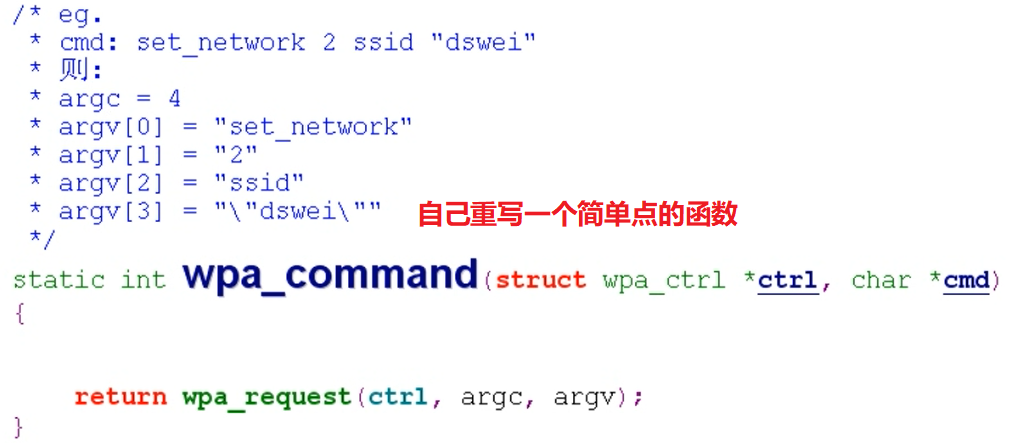 /* eg.
* cmd: set_network 2 ssid "dswei"
* 则:
* argc = 4
* argv[0] = "set_network"
* argv[1] = "2"
* argv[2] = "ssid"
* argv[3] = "\"dswei\"" 自己重写一个简单点的函数
*/
static int wpa_command(struct wpa_ctrl *ctrl, char *cmd)
{
return wpa_request(ctrl, argc, argv);
}